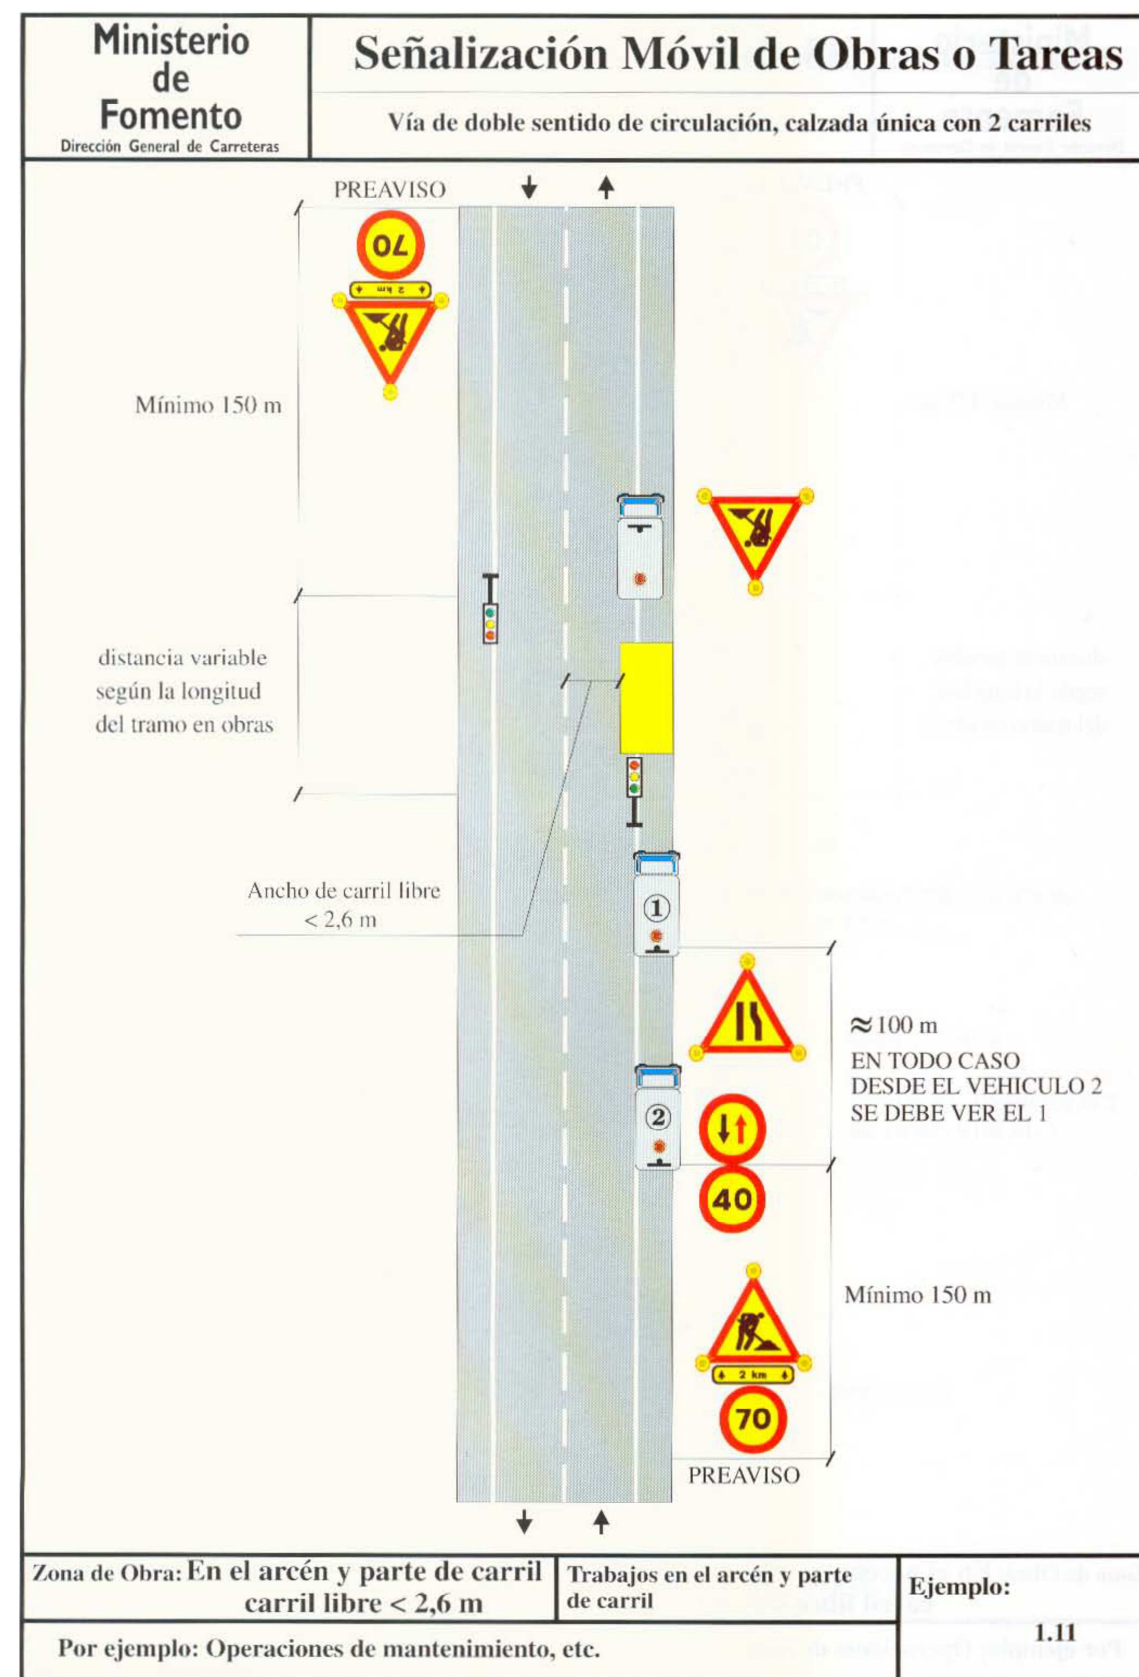 Ministerio
de
Fomento
Dirección General de Carreteras
Señalización Móvil de Obras o Tareas
Vía de doble sentido de circulación, calzada única con 2 carriles
PREAVISO
70
2 km
Mínimo 150 m
distancia variable
según la longitud
del tramo en obras
Ancho de carril libre
< 2,6 m
1
≈100 m
EN TODO CASO
DESDE EL VEHICULO 2
SE DEBE VER EL 1
2
40
Mínimo 150 m
2 km
70
PREAVISO
Zona de Obra: En el arcén y parte de carril
carril libre < 2,6 m
Trabajos en el arcén y parte
de carril
Ejemplo:
1.11
Por ejemplo: Operaciones de mantenimiento, etc.